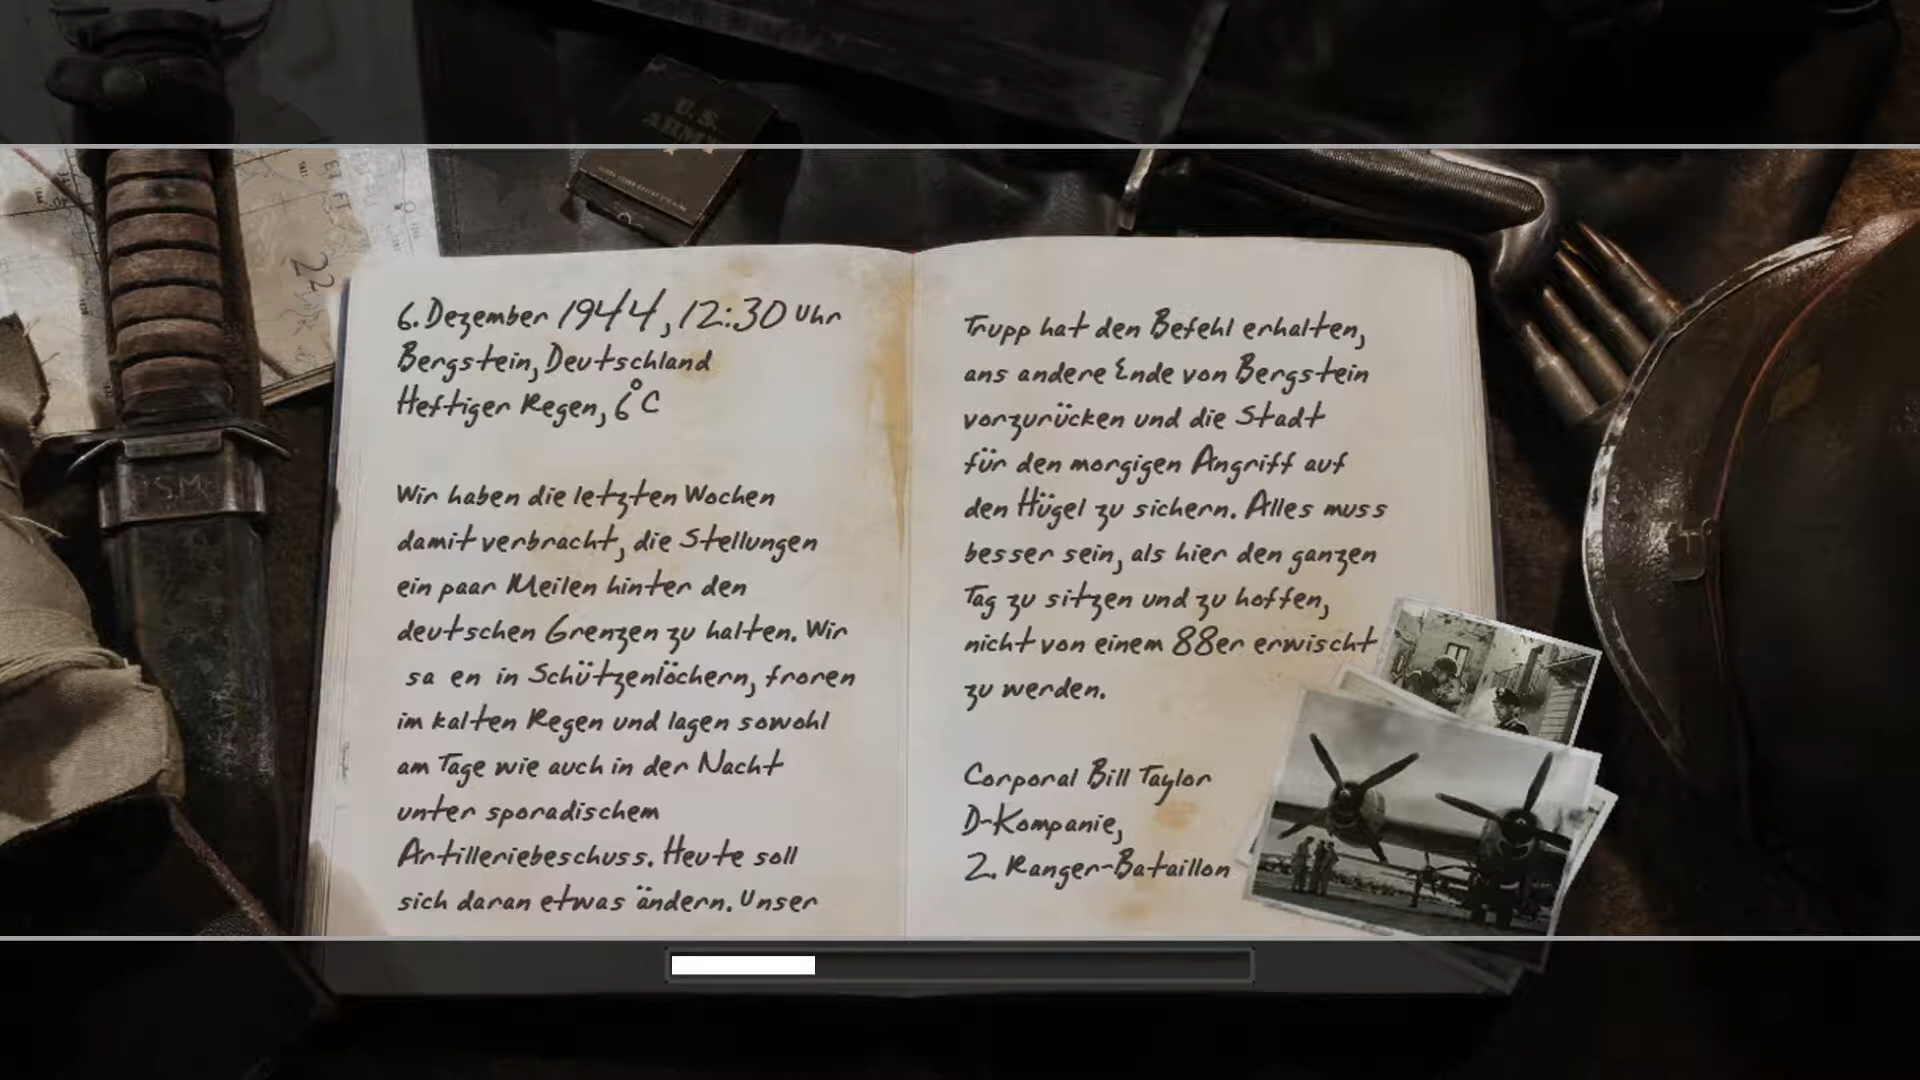 U.S.
ARMY
22
6. Dezember 1944, 12:30 Uhr
Bergstein, Deutschland
Heftiger Regen, 6°C
Wir haben die letzten Wochen
damit verbracht, die Stellungen
ein paar Meilen hinter den
deutschen Grenzen zu halten. Wir
sa en in Schützenlöchern, froren
im kalten Regen und lagen sowohl
am Tage wie auch in der Nacht
unter sporadischem
Artilleriebeschuss. Heute soll
sich daran etwas ändern. Unser
Trupp hat den Befehl erhalten,
ans andere Ende von Bergstein
vorzurücken und die Stadt
für den morgigen Angriff auf
den Hügel zu sichern. Alles muss
besser sein, als hier den ganzen
Tag zu sitzen und zu hoffen,
nicht von einem 88er erwischt
zu werden.
Corporal Bill Taylor
D-Kompanie,
2. Ranger-Bataillon